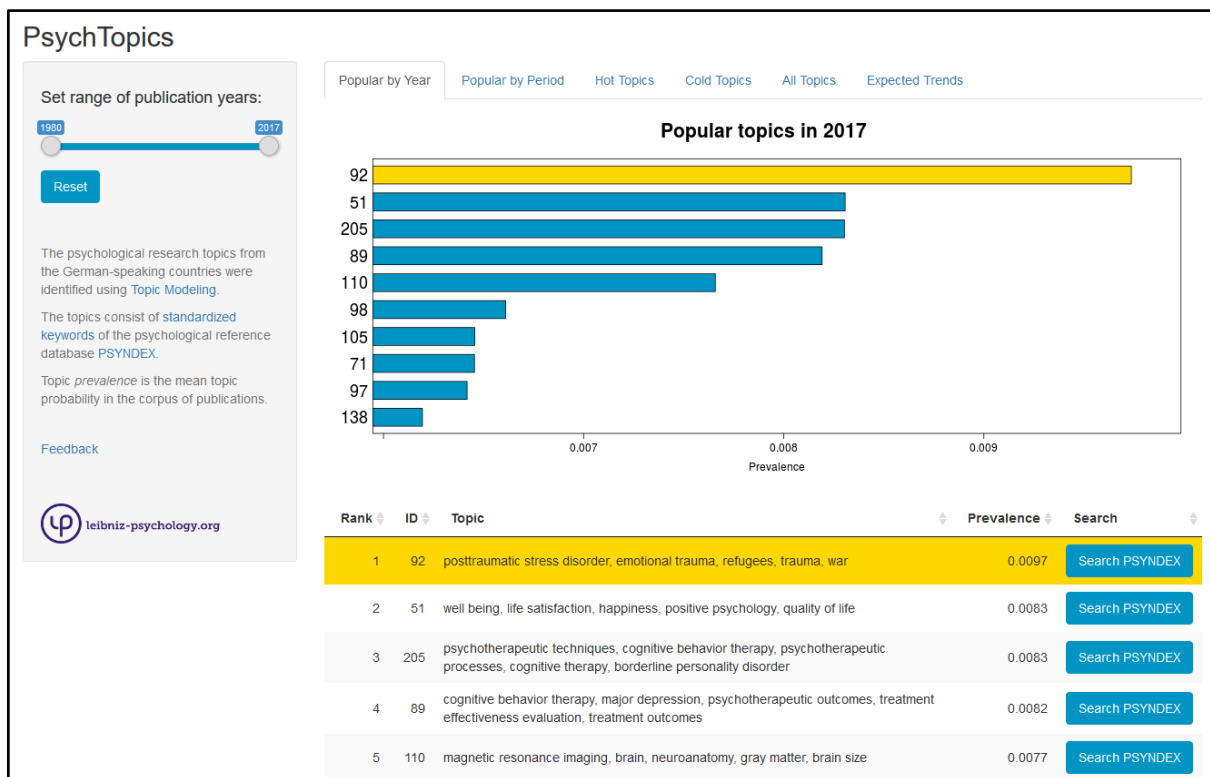 PsychTopics
Set range of publication years:
1980
2017
Reset
The psychological research topics from
the German-speaking countries were
identified using Topic Modeling.
The topics consist of standardized
keywords of the psychological reference
database PSYNDEX.
Topic prevalence is the mean topic
probability in the corpus of publications.
Feedback
leibniz-psychology.org
Popular by Year
Popular by Period
Hot Topics
Cold Topics
All Topics
Expected Trends
Popular topics in 2017
92
51
205
89
110
98
105
71
97
138
0.007
0.008
0.009
Prevalence
Rank ID Topic Prevalence Search
1 92 posttraumatic stress disorder, emotional trauma, refugees, trauma, war 0.0097 Search PSYNDEX
2 51 well being, life satisfaction, happiness, positive psychology, quality of life 0.0083 Search PSYNDEX
3 205 psychotherapeutic techniques, cognitive behavior therapy, psychotherapeutic
processes, cognitive therapy, borderline personality disorder 0.0083 Search PSYNDEX
4 89 cognitive behavior therapy, major depression, psychotherapeutic outcomes, treatment
effectiveness evaluation, treatment outcomes 0.0082 Search PSYNDEX
5 110 magnetic resonance imaging, brain, neuroanatomy, gray matter, brain size 0.0077 Search PSYNDEX